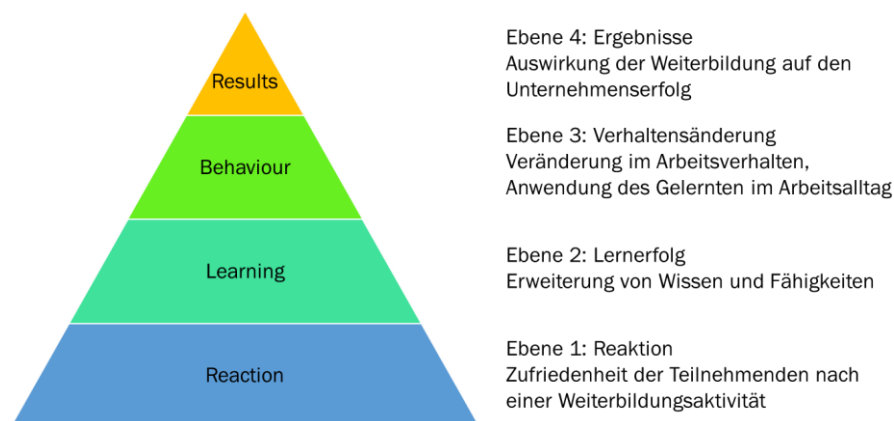 Results
Ebene 4: Ergebnisse
Auswirkung der Weiterbildung auf den
Unternehmenserfolg
Behaviour
Ebene 3: Verhaltensänderung
Veränderung im Arbeitsverhalten,
Anwendung des Gelernten im Arbeitsalltag
Learning
Ebene 2: Lernerfolg
Erweiterung von Wissen und Fähigkeiten
Reaction
Ebene 1: Reaktion
Zufriedenheit der Teilnehmenden nach
einer Weiterbildungsaktivität